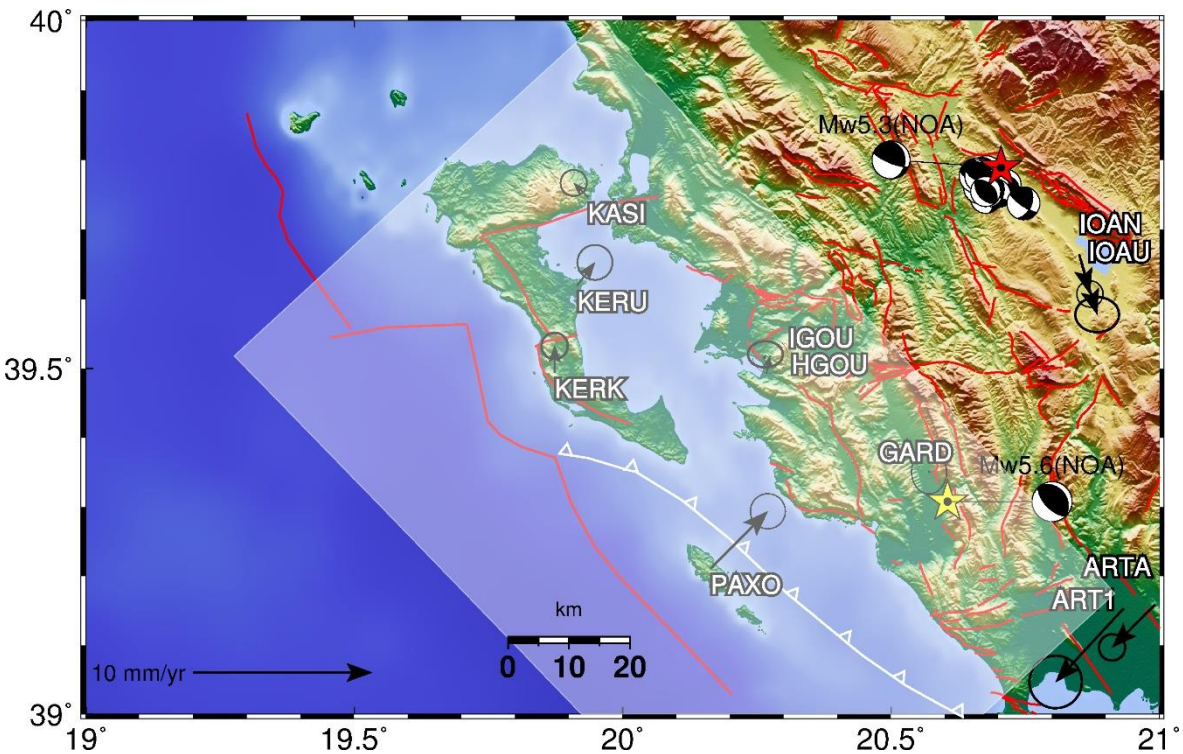 40°
Mw5.3(NOA)
KASI
IOAN
IOAU
KERU
IGOU
HGOU
39.5°
KERK
GARD
Mw5.6(NOA)
ARTA
PAXO
ART1
km
10 mm/yr
0 10 20
39°
19° 19.5° 20° 20.5° 21°